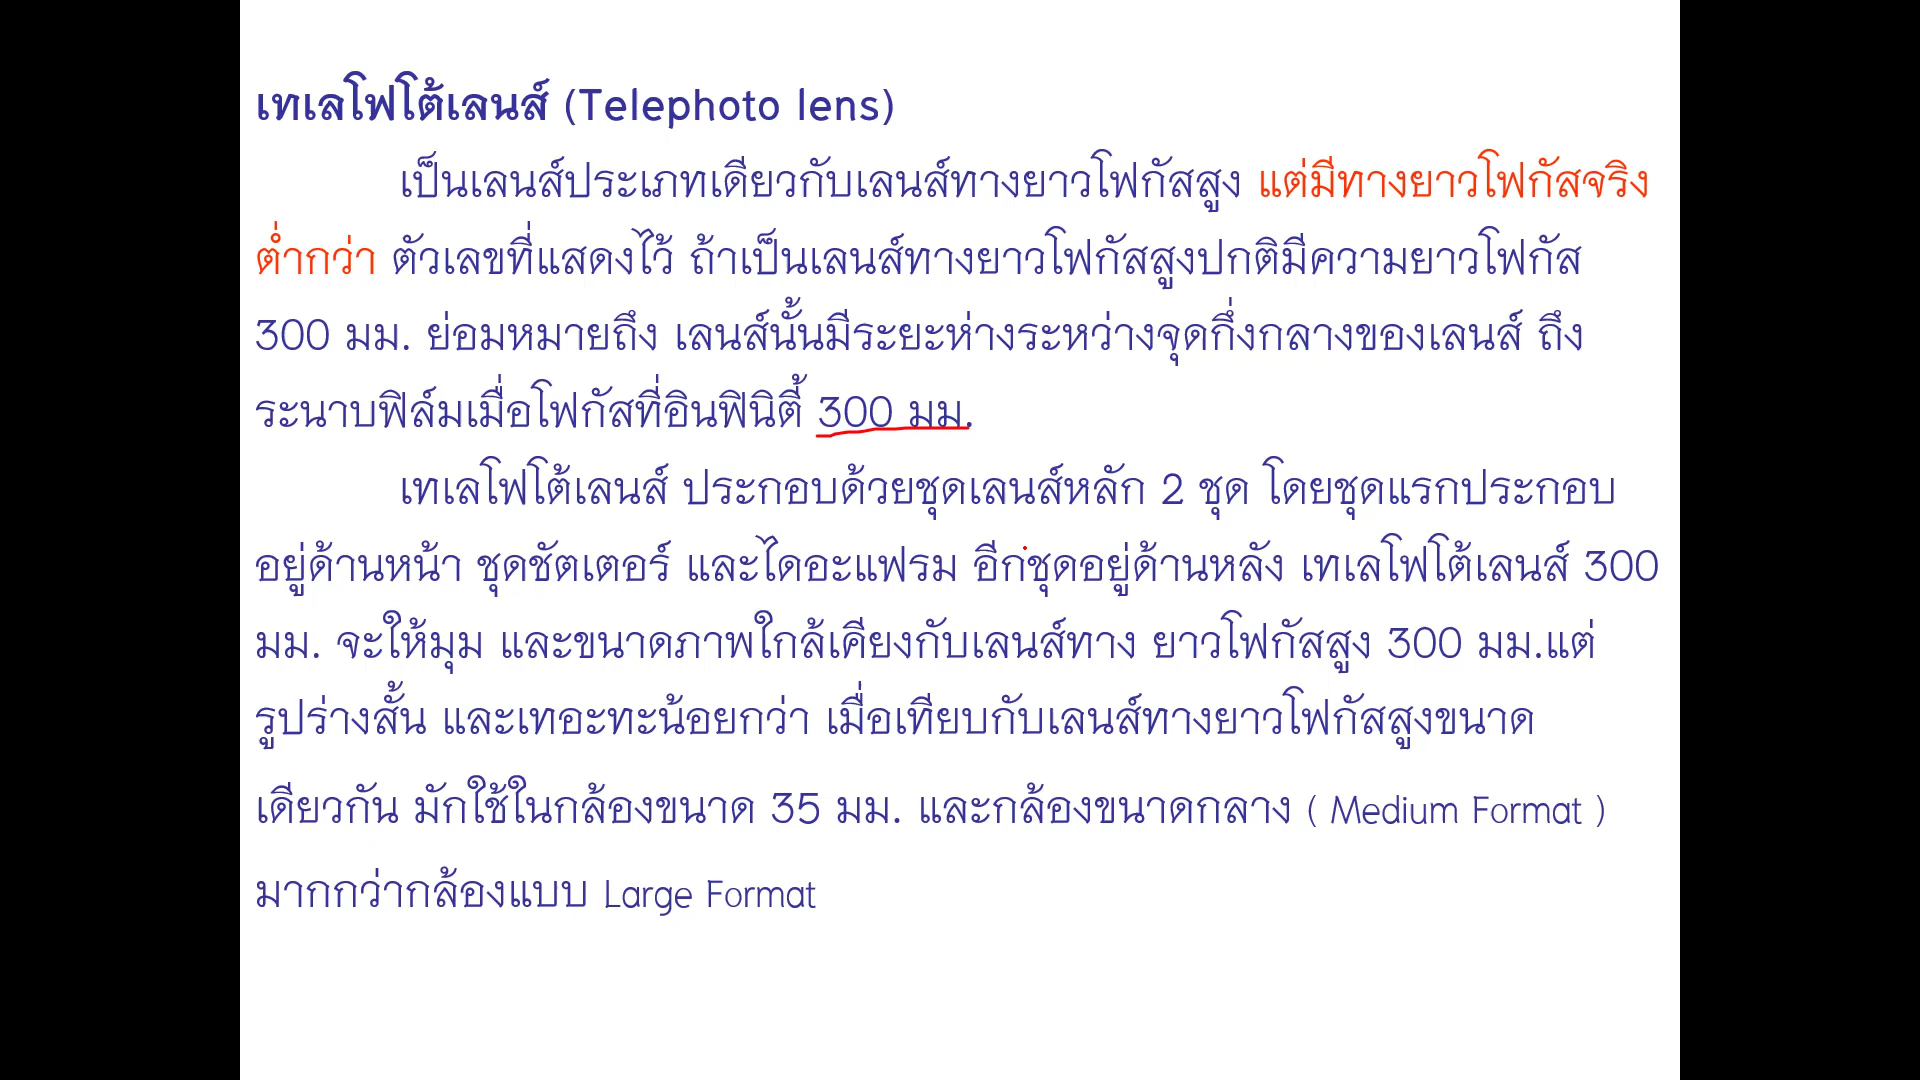 เทเลโฟโต้เลนส์ (Telephoto lens)
เป็นเลนส์ประเภทเดียวกับเลนส์ทางยาวโฟกัสสูง แต่มีทางยาวโฟกัสจริง
ต่ำกว่า ตัวเลขที่แสดงไว้ ถ้าเป็นเลนส์ทางยาวโฟกัสสูงปกติมีความยาวโฟกัส
300 มม. ย่อมหมายถึง เลนส์นั้นมีระยะห่างระหว่างจุดกึ่งกลางของเลนส์ ถึง
ระนาบฟิล์มเมื่อโฟกัสที่อินฟินิตี้ 300 มม.
เทเลโฟโต้เลนส์ ประกอบด้วยชุดเลนส์หลัก 2 ชุด โดยชุดแรกประกอบ
อยู่ด้านหน้า ชุดชัตเตอร์ และไดอะแฟรม อีกชุดอยู่ด้านหลัง เทเลโฟโต้เลนส์ 300
มม. จะให้มุม และขนาดภาพใกล้เคียงกับเลนส์ทาง ยาวโฟกัสสูง 300 มม.แต่
รูปร่างสั้น และเทอะทะน้อยกว่า เมื่อเทียบกับเลนส์ทางยาวโฟกัสสูงขนาด
เดียวกัน มักใช้ในกล้องขนาด 35 มม. และกล้องขนาดกลาง ( Medium Format )
มากกว่ากล้องแบบ Large Format